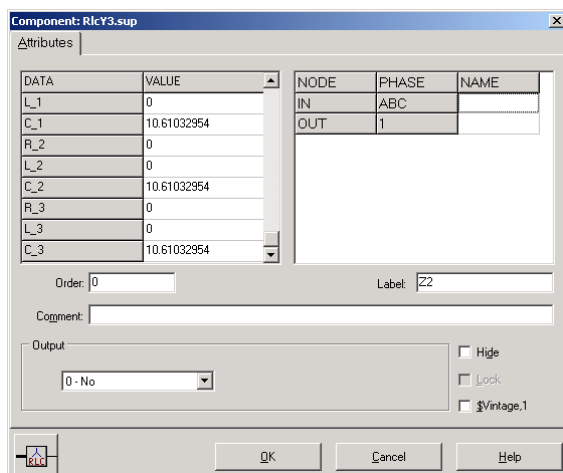 Component: RlcY3.sup
Attributes
DATA VALUE
L_1 0
C_1 10.61032954
R_2 0
L_2 0
C_2 10.61032954
R_3 0
L_3 0
C_3 10.61032954
NODE PHASE NAME
IN ABC
OUT 1
Order: 0
Label: Z2
Comment:
Output
0 - No
Hide
Lock
$Vintage,1
RLC
OK
Cancel
Help